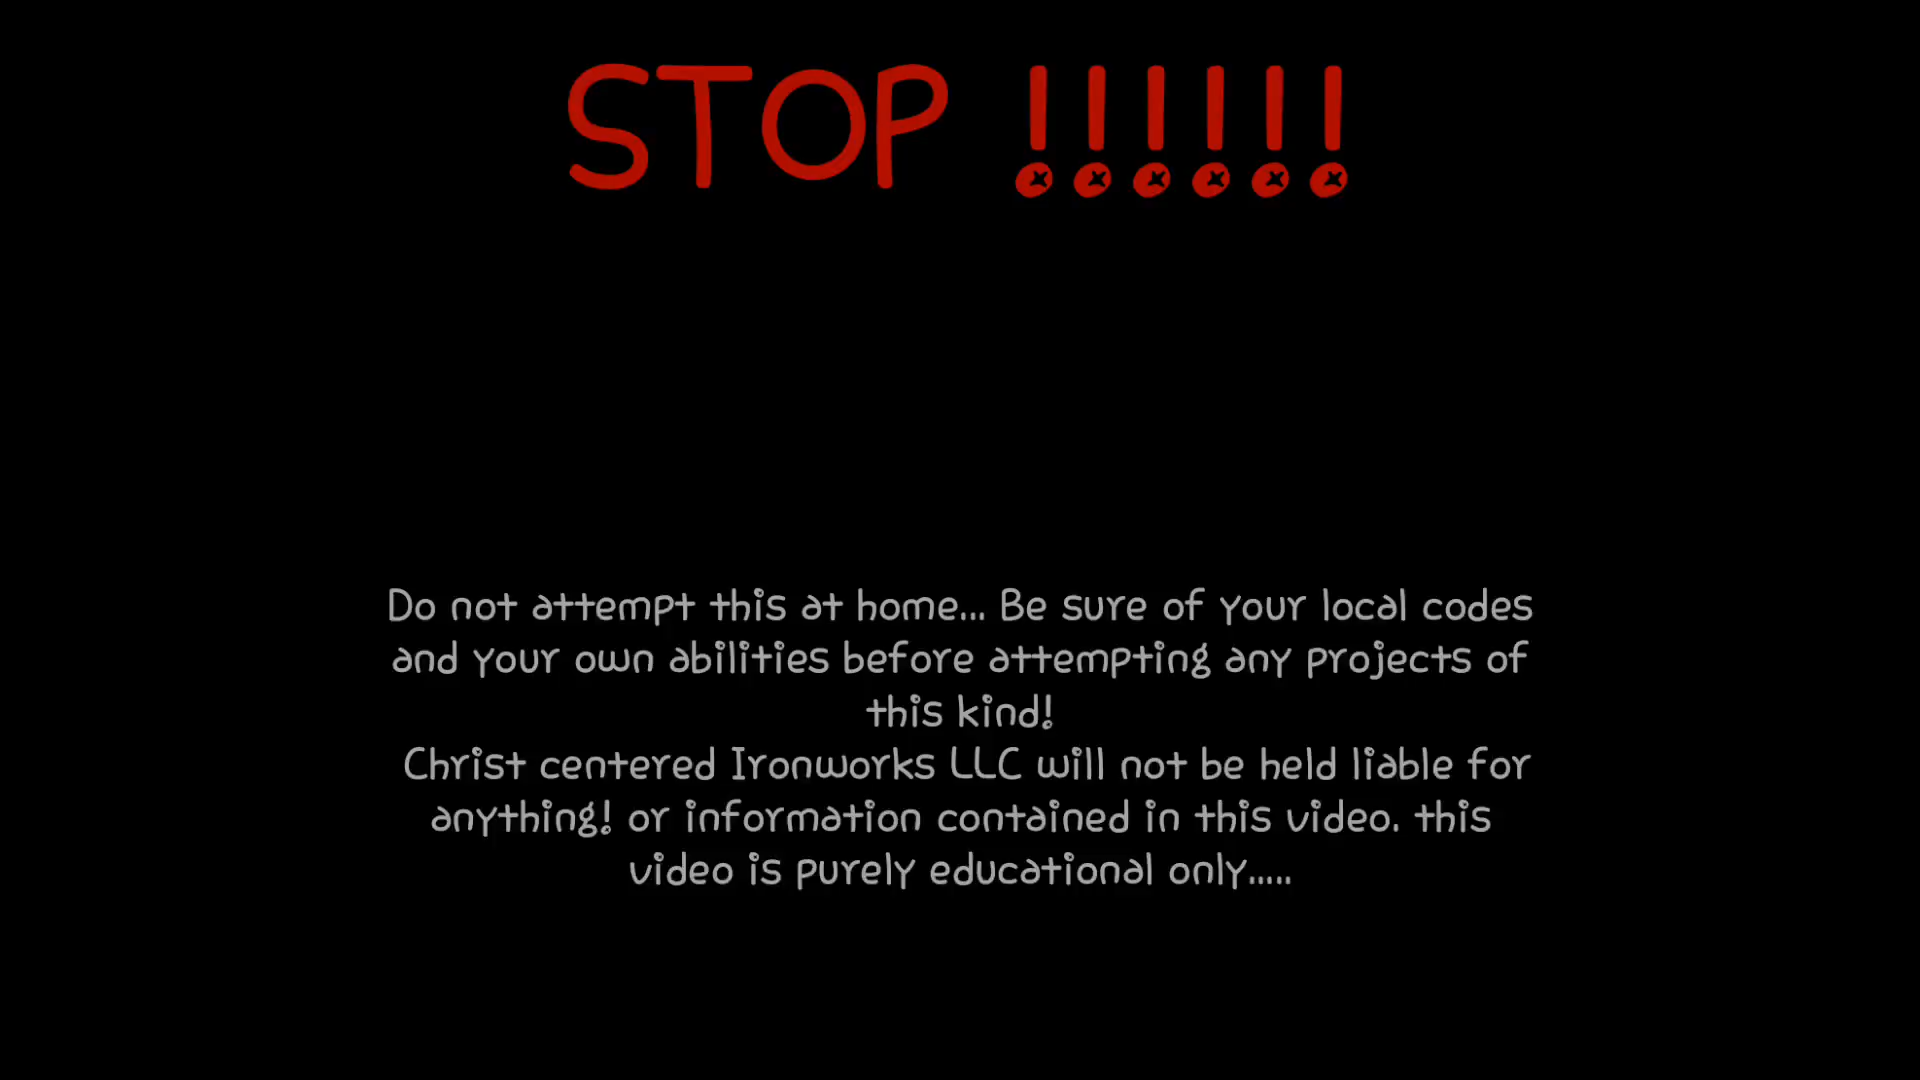 STOP !!!!!!
Do not attempt this at home... Be sure of your local codes
and your own abilities before attempting any projects of
this kind!
Christ centered Ironworks LLC will not be held liable for
anything! or information contained in this video. this
video is purely educational only.....